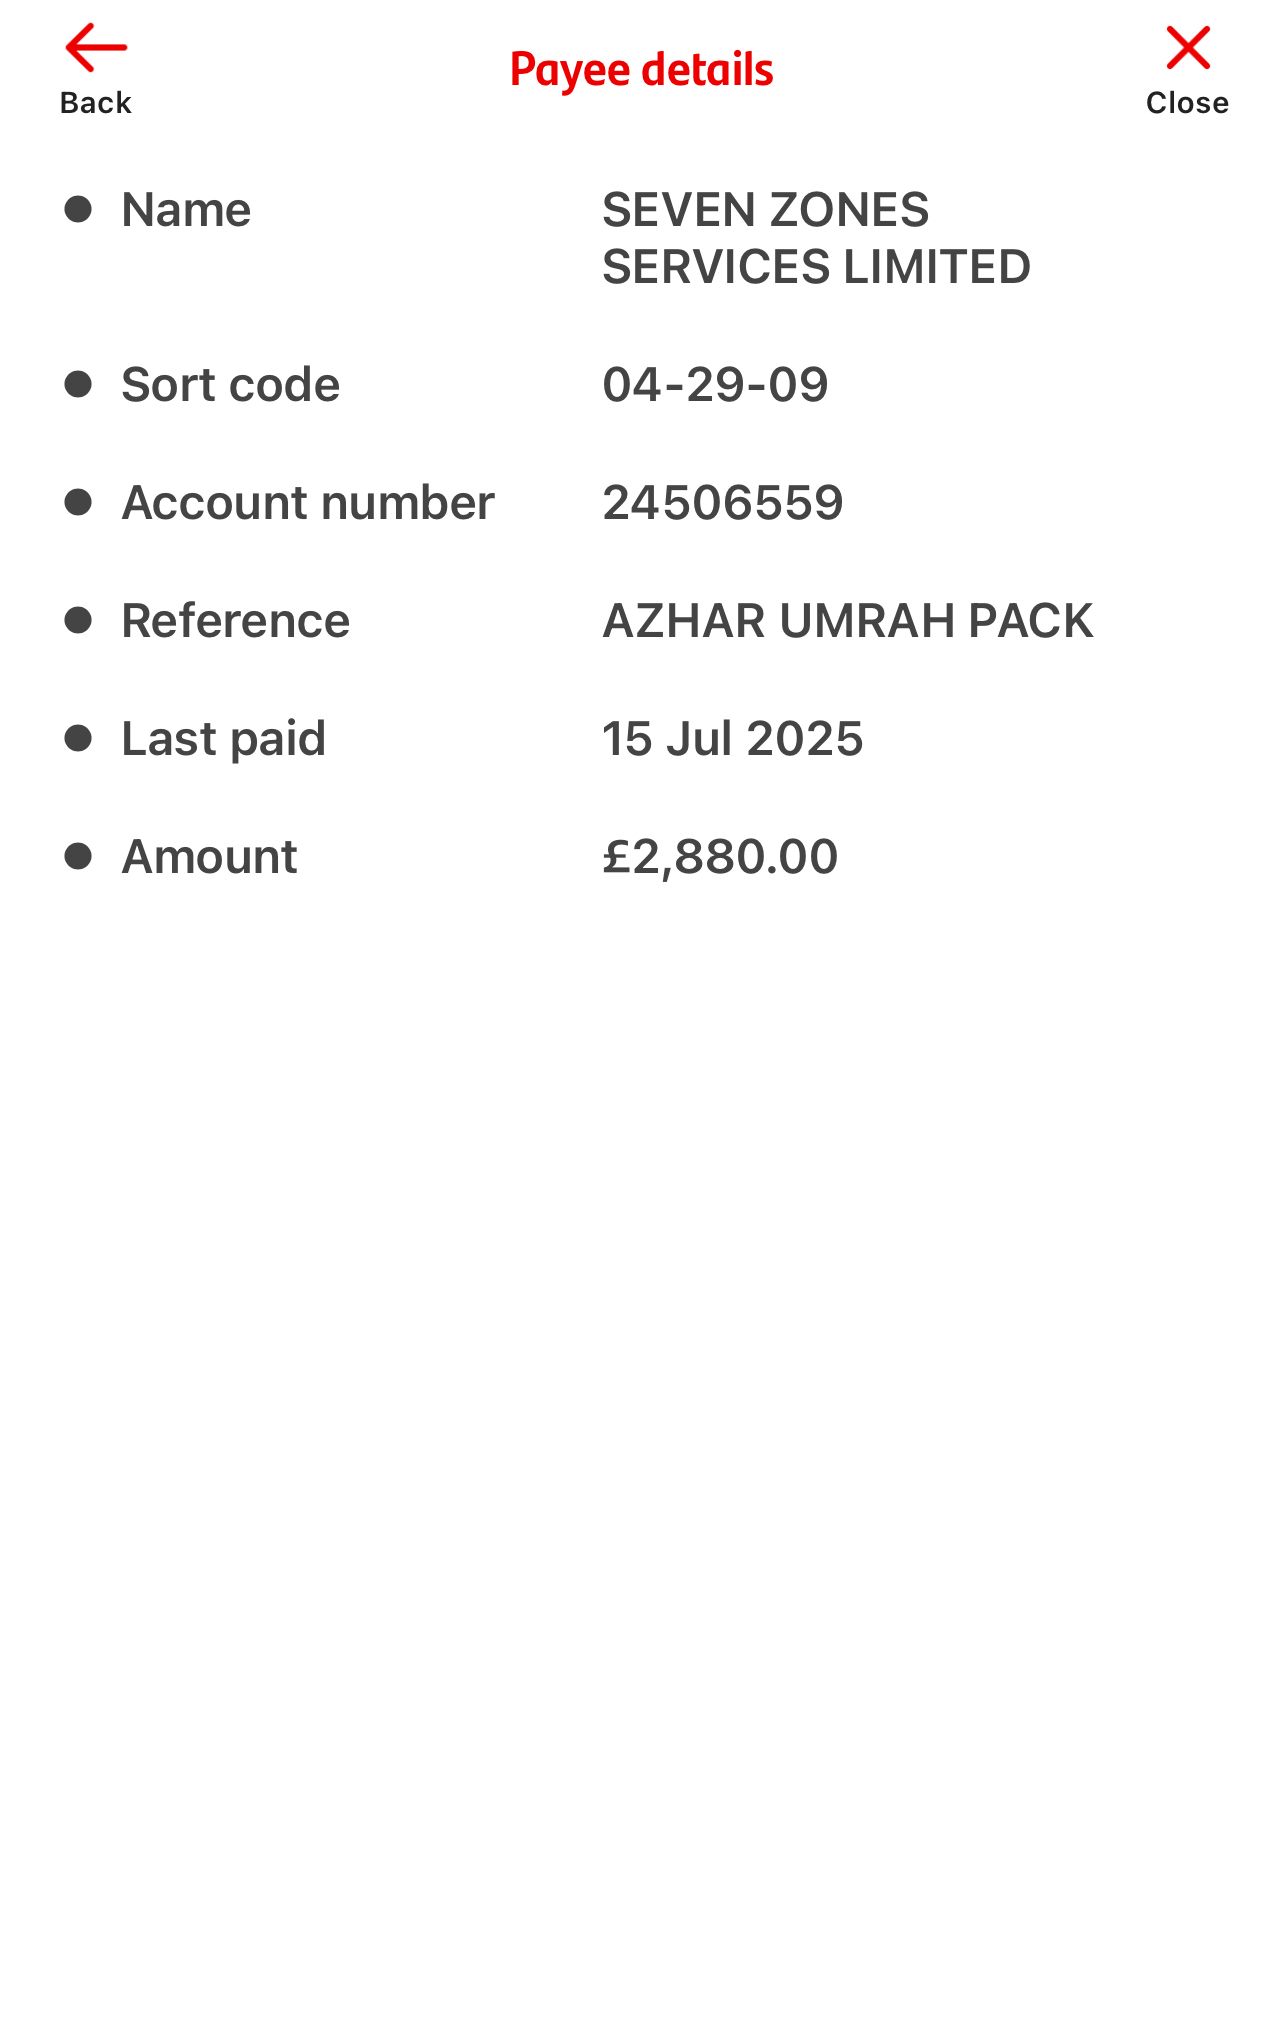 Back
Payee details
Close
Name
SEVEN ZONES
SERVICES LIMITED
Sort code
04-29-09
Account number
24506559
Reference
AZHAR UMRAH PACK
Last paid
15 Jul 2025
Amount
£2,880.00